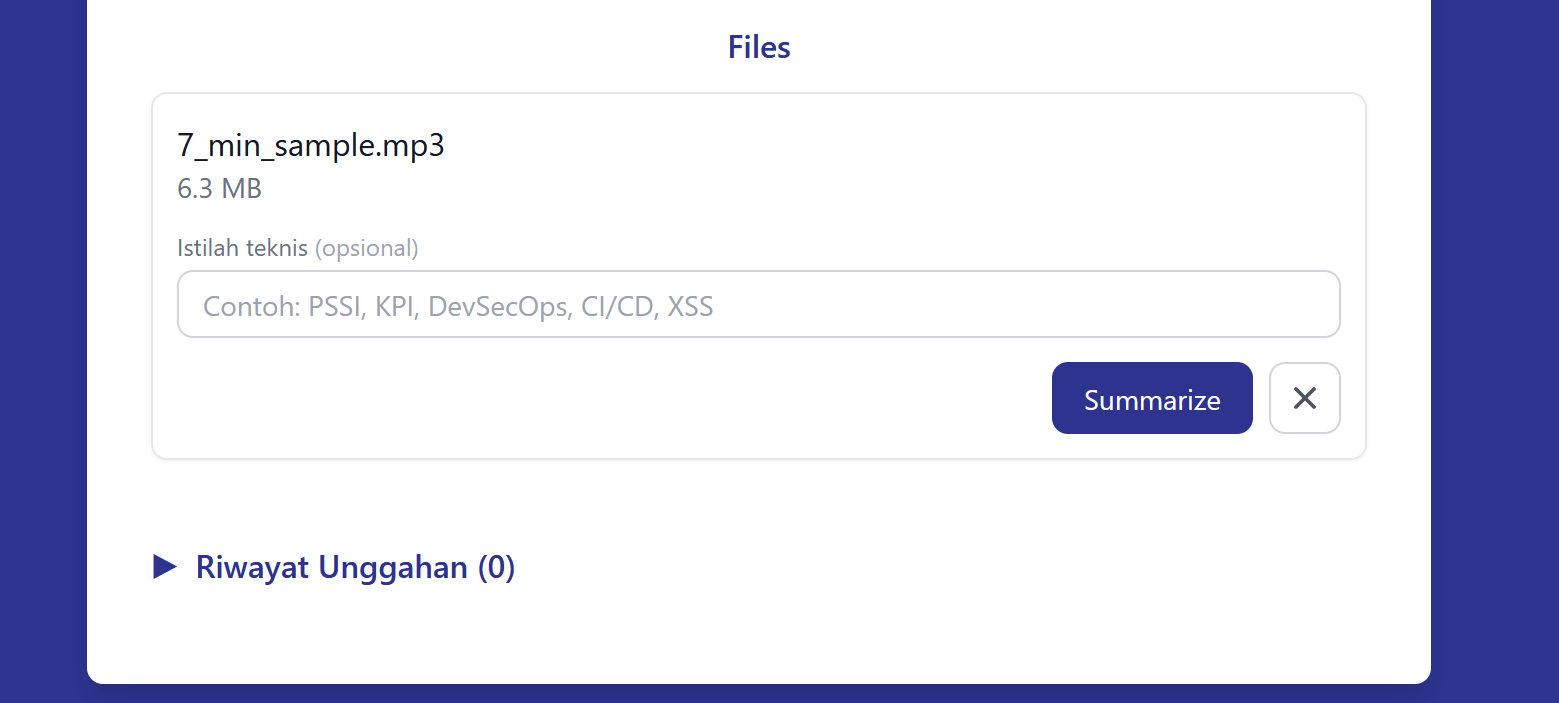 Files
7_min_sample.mp3
6.3 MB
Istilah teknis (opsional)
Contoh: PSSI, KPI, DevSecOps, CI/CD, XSS
Summarize
Riwayat Unggahan (0)